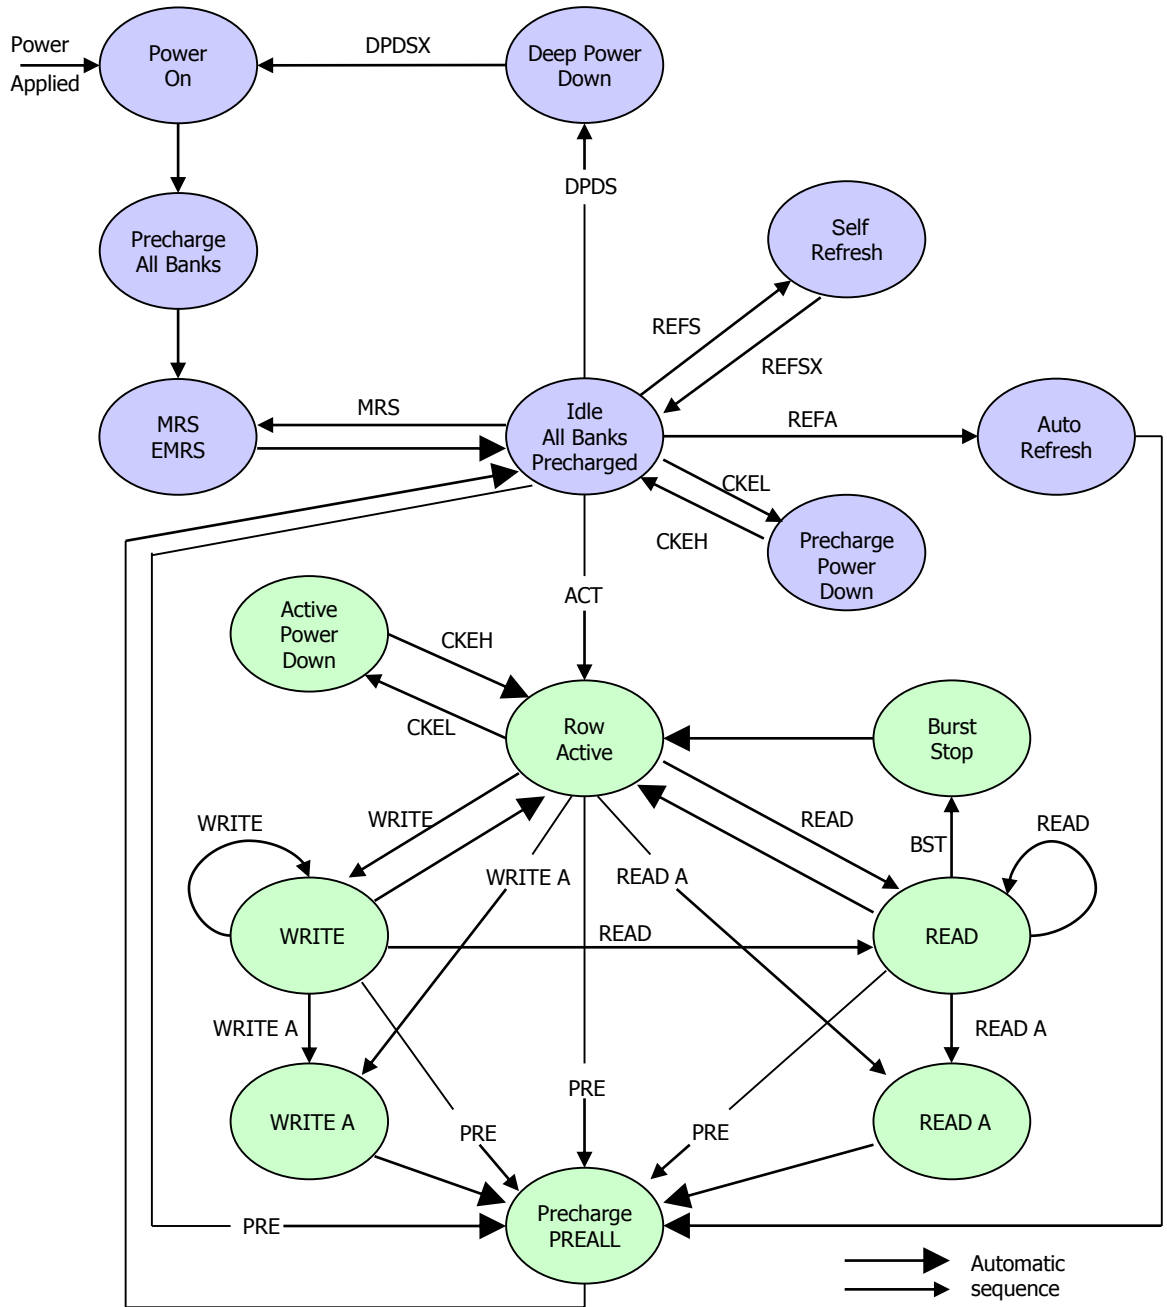 Power
Applied
Power
On
DPDSX
Deep Power
Down
DPDS
Precharge
All Banks
Self
Refresh
REFS
REFSX
MRS
EMRS
MRS
Idle
All Banks
Precharged
REFA
Auto
Refresh
CKEL
CKEH
Precharge
Power
Down
ACT
Active
Power
Down
CKEH
CKEL
Row
Active
Burst
Stop
WRITE
WRITE
READ
BST
READ
WRITE A
READ A
WRITE
READ
READ
WRITE A
READ A
PRE
WRITE A
PRE
PRE
READ A
PRE
Precharge
PREALL
Automatic
sequence